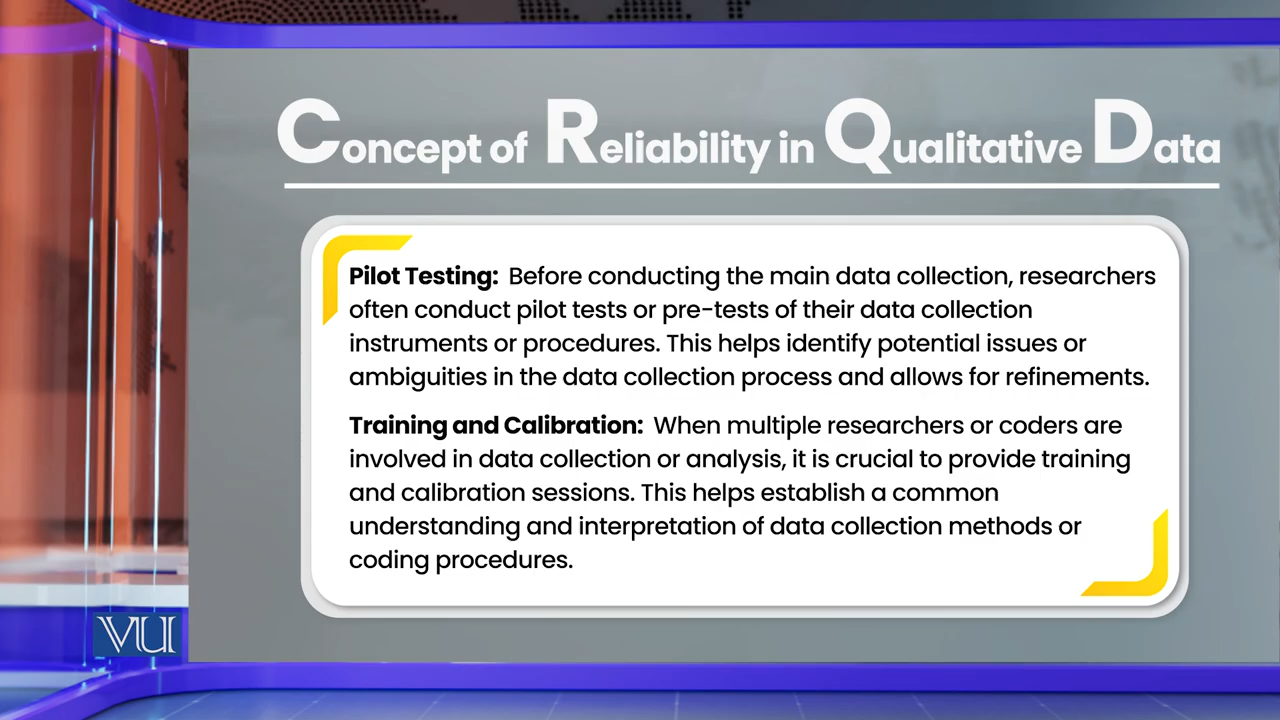 Concept of Reliability in Qualitative Data
Pilot Testing: Before conducting the main data collection, researchers
often conduct pilot tests or pre-tests of their data collection
instruments or procedures. This helps identify potential issues or
ambiguities in the data collection process and allows for refinements.
Training and Calibration: When multiple researchers or coders are
involved in data collection or analysis, it is crucial to provide training
and calibration sessions. This helps establish a common
understanding and interpretation of data collection methods or
coding procedures.
VU